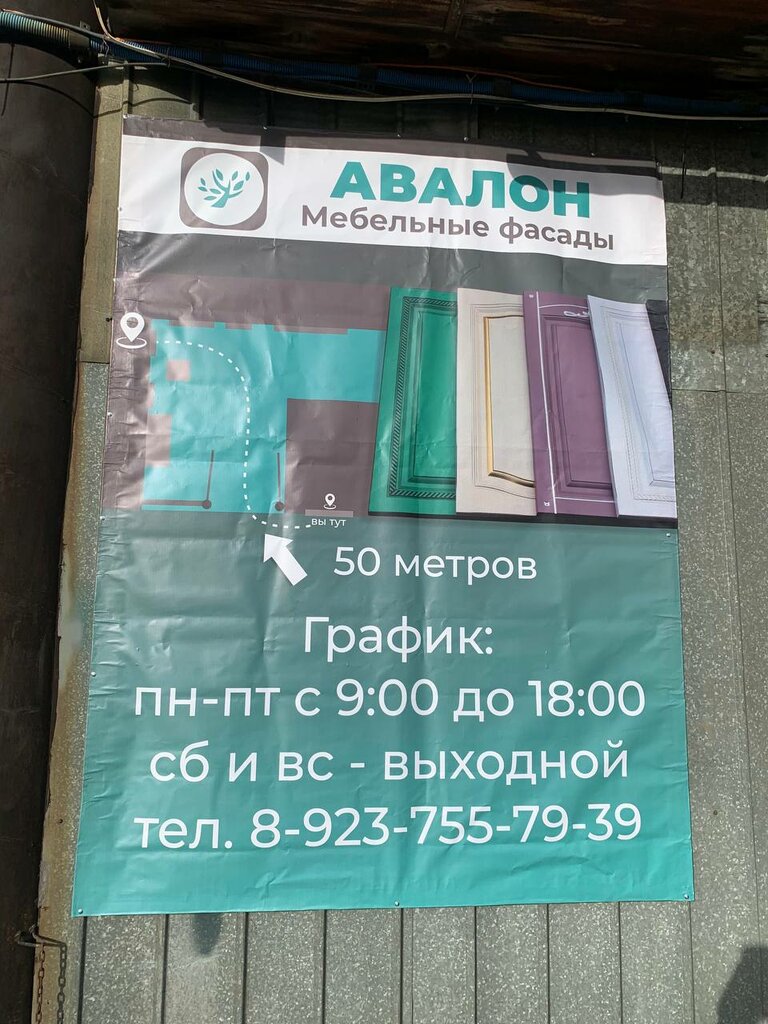 АВАЛОН
Мебельные фасады
вы тут
50 метров
График:
пн-пт с 9:00 до 18:00
сб и вс - выходной
тел. 8-923-755-79-39